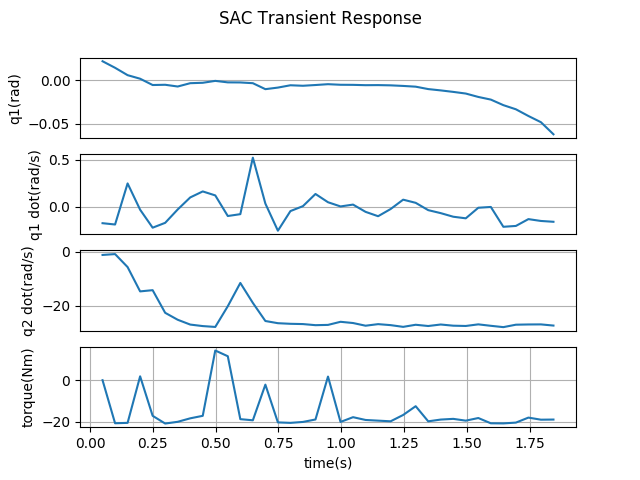 SAC Transient Response
q1(rad)
0.00
−0.05
q1 dot(rad/s)
0.5
0.0
q2 dot(rad/s)
0
−20
torque(Nm)
0
−20
0.00 0.25 0.50 0.75 1.00 1.25 1.50 1.75
time(s)